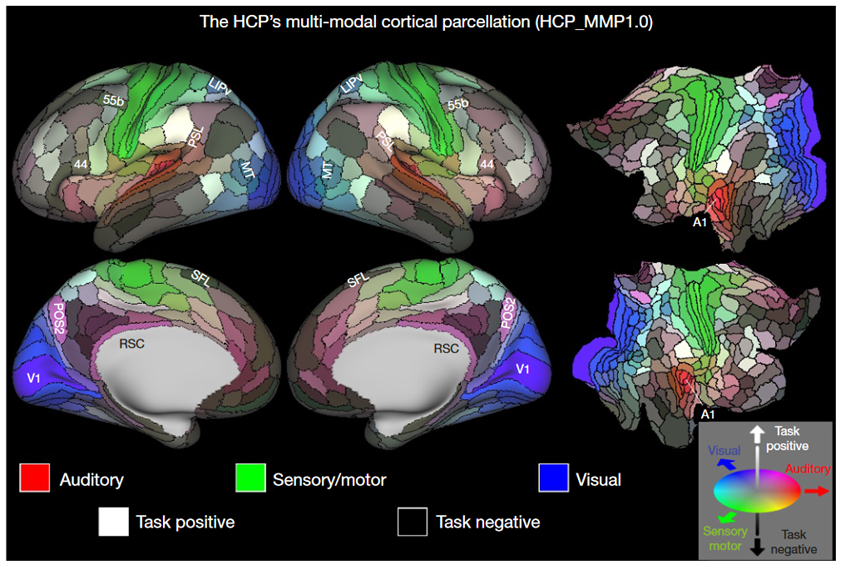 The HCP's multi-modal cortical parcellation (HCP_MMP1.0)
LIPv
LIPv
55b
55b
PSL
PSL
44
44
MT
MT
A1
SFL
SFL
POS2
POS2
RSC
RSC
V1
V1
A1
Auditory
Sensory/motor
Visual
Task positive
Task negative
Task
positive
Visual
Auditory
Sensory
motor
Task
negative